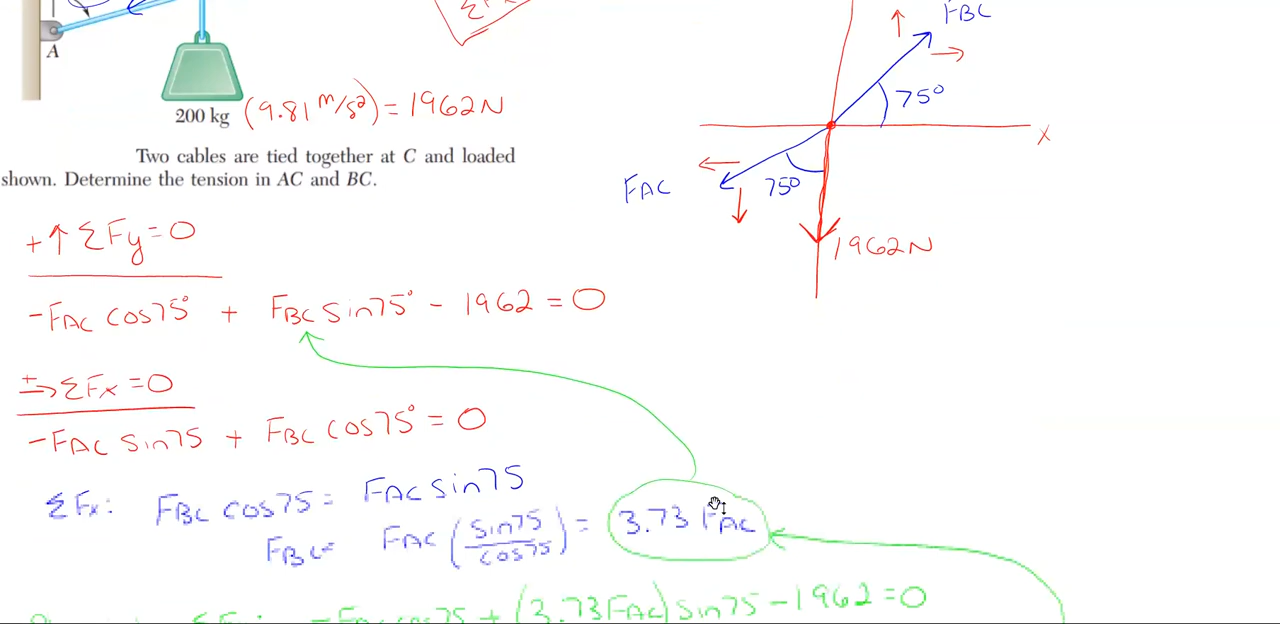 ΣFx
FBC
A
75°
200 kg (9.81 m/s²) = 1962N
x
Two cables are tied together at C and loaded
shown. Determine the tension in AC and BC.
FAC
75°
1962N
+↑ ΣFy = 0
-FAC cos75° + FBC sin75° - 1962 = 0
+→ ΣFx = 0
-FAC sin75 + FBC cos75° = 0
ΣFx: FBC cos75 = FAC sin75
FBC = FAC (sin75/cos75) = 3.73 FAC
-FAC cos75 + (3.73FAC) sin75 - 1962 = 0